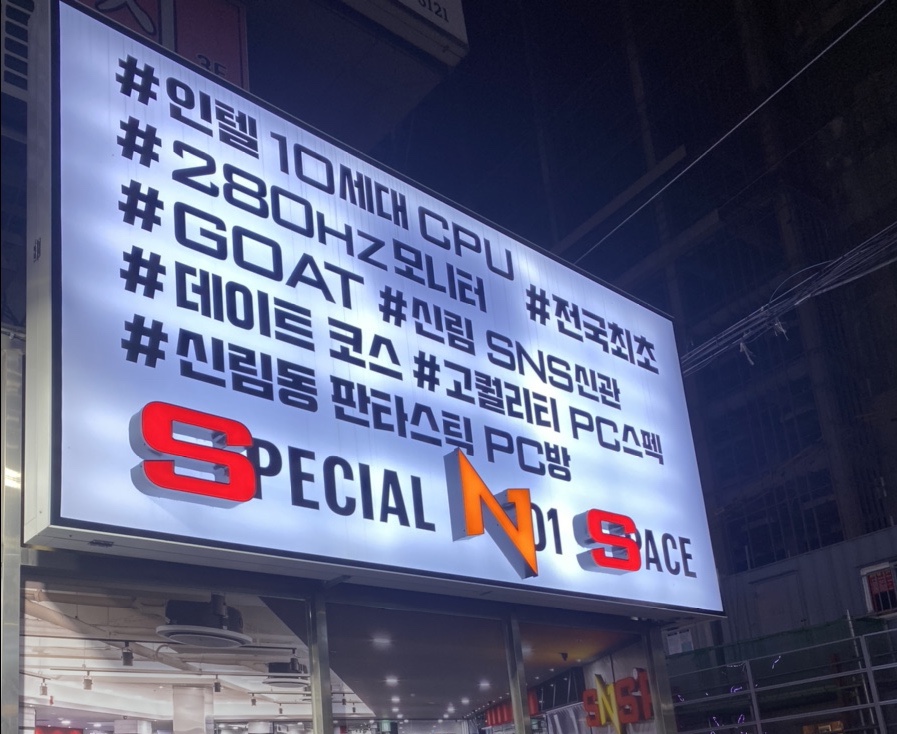 #인텔 10세대 CPU
#280Hz모니터 #전국최초
#GOAT #신림 SNS신관
#데이트 코스 #고퀄리티 PC스펙
#신림동 판타스틱 PC방
SPECIAL NO1 SPACE